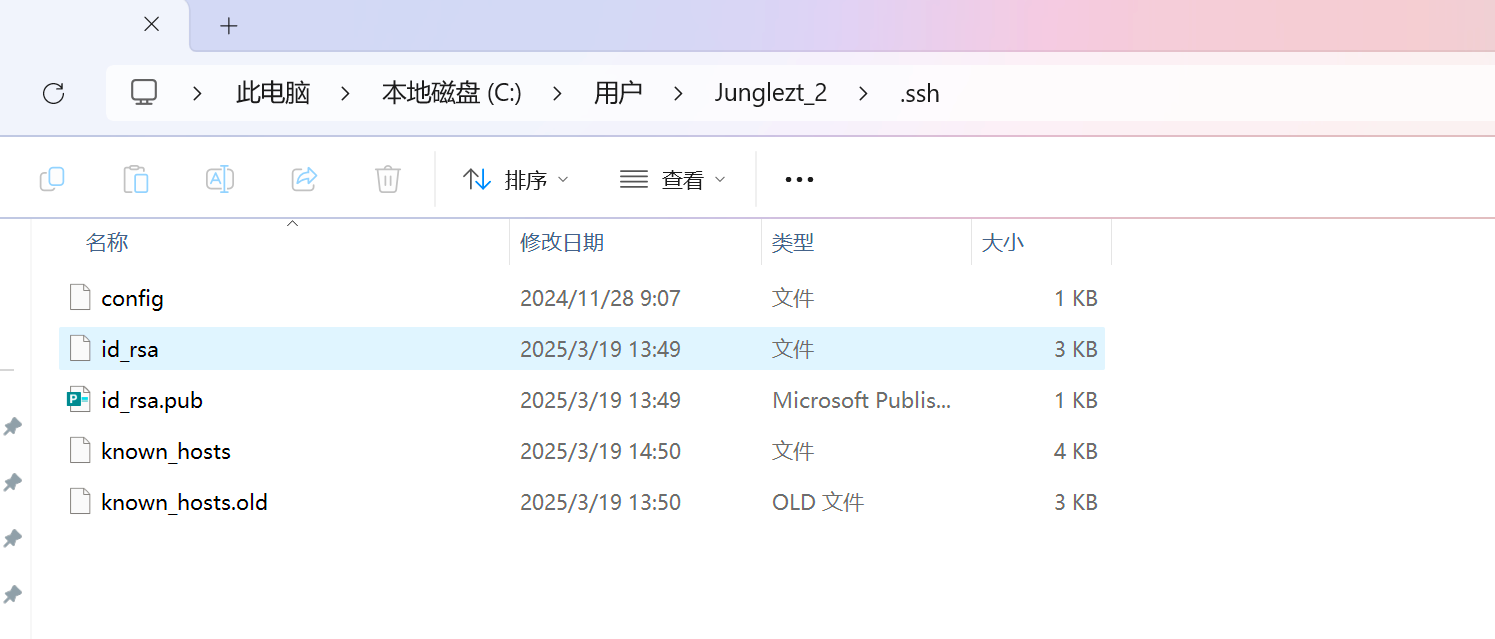 此电脑 > 本地磁盘 (C:) > 用户 > Junglezt_2 > .ssh
排序 查看
名称 修改日期 类型 大小
config 2024/11/28 9:07 文件 1 KB
id_rsa 2025/3/19 13:49 文件 3 KB
id_rsa.pub 2025/3/19 13:49 Microsoft Publis... 1 KB
known_hosts 2025/3/19 14:50 文件 4 KB
known_hosts.old 2025/3/19 13:50 OLD 文件 3 KB